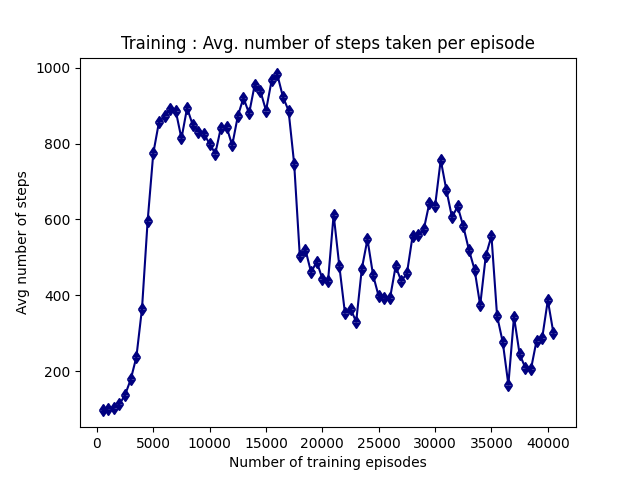 Training : Avg. number of steps taken per episode
1000
800
600
400
200
Avg number of steps
0 5000 10000 15000 20000 25000 30000 35000 40000
Number of training episodes